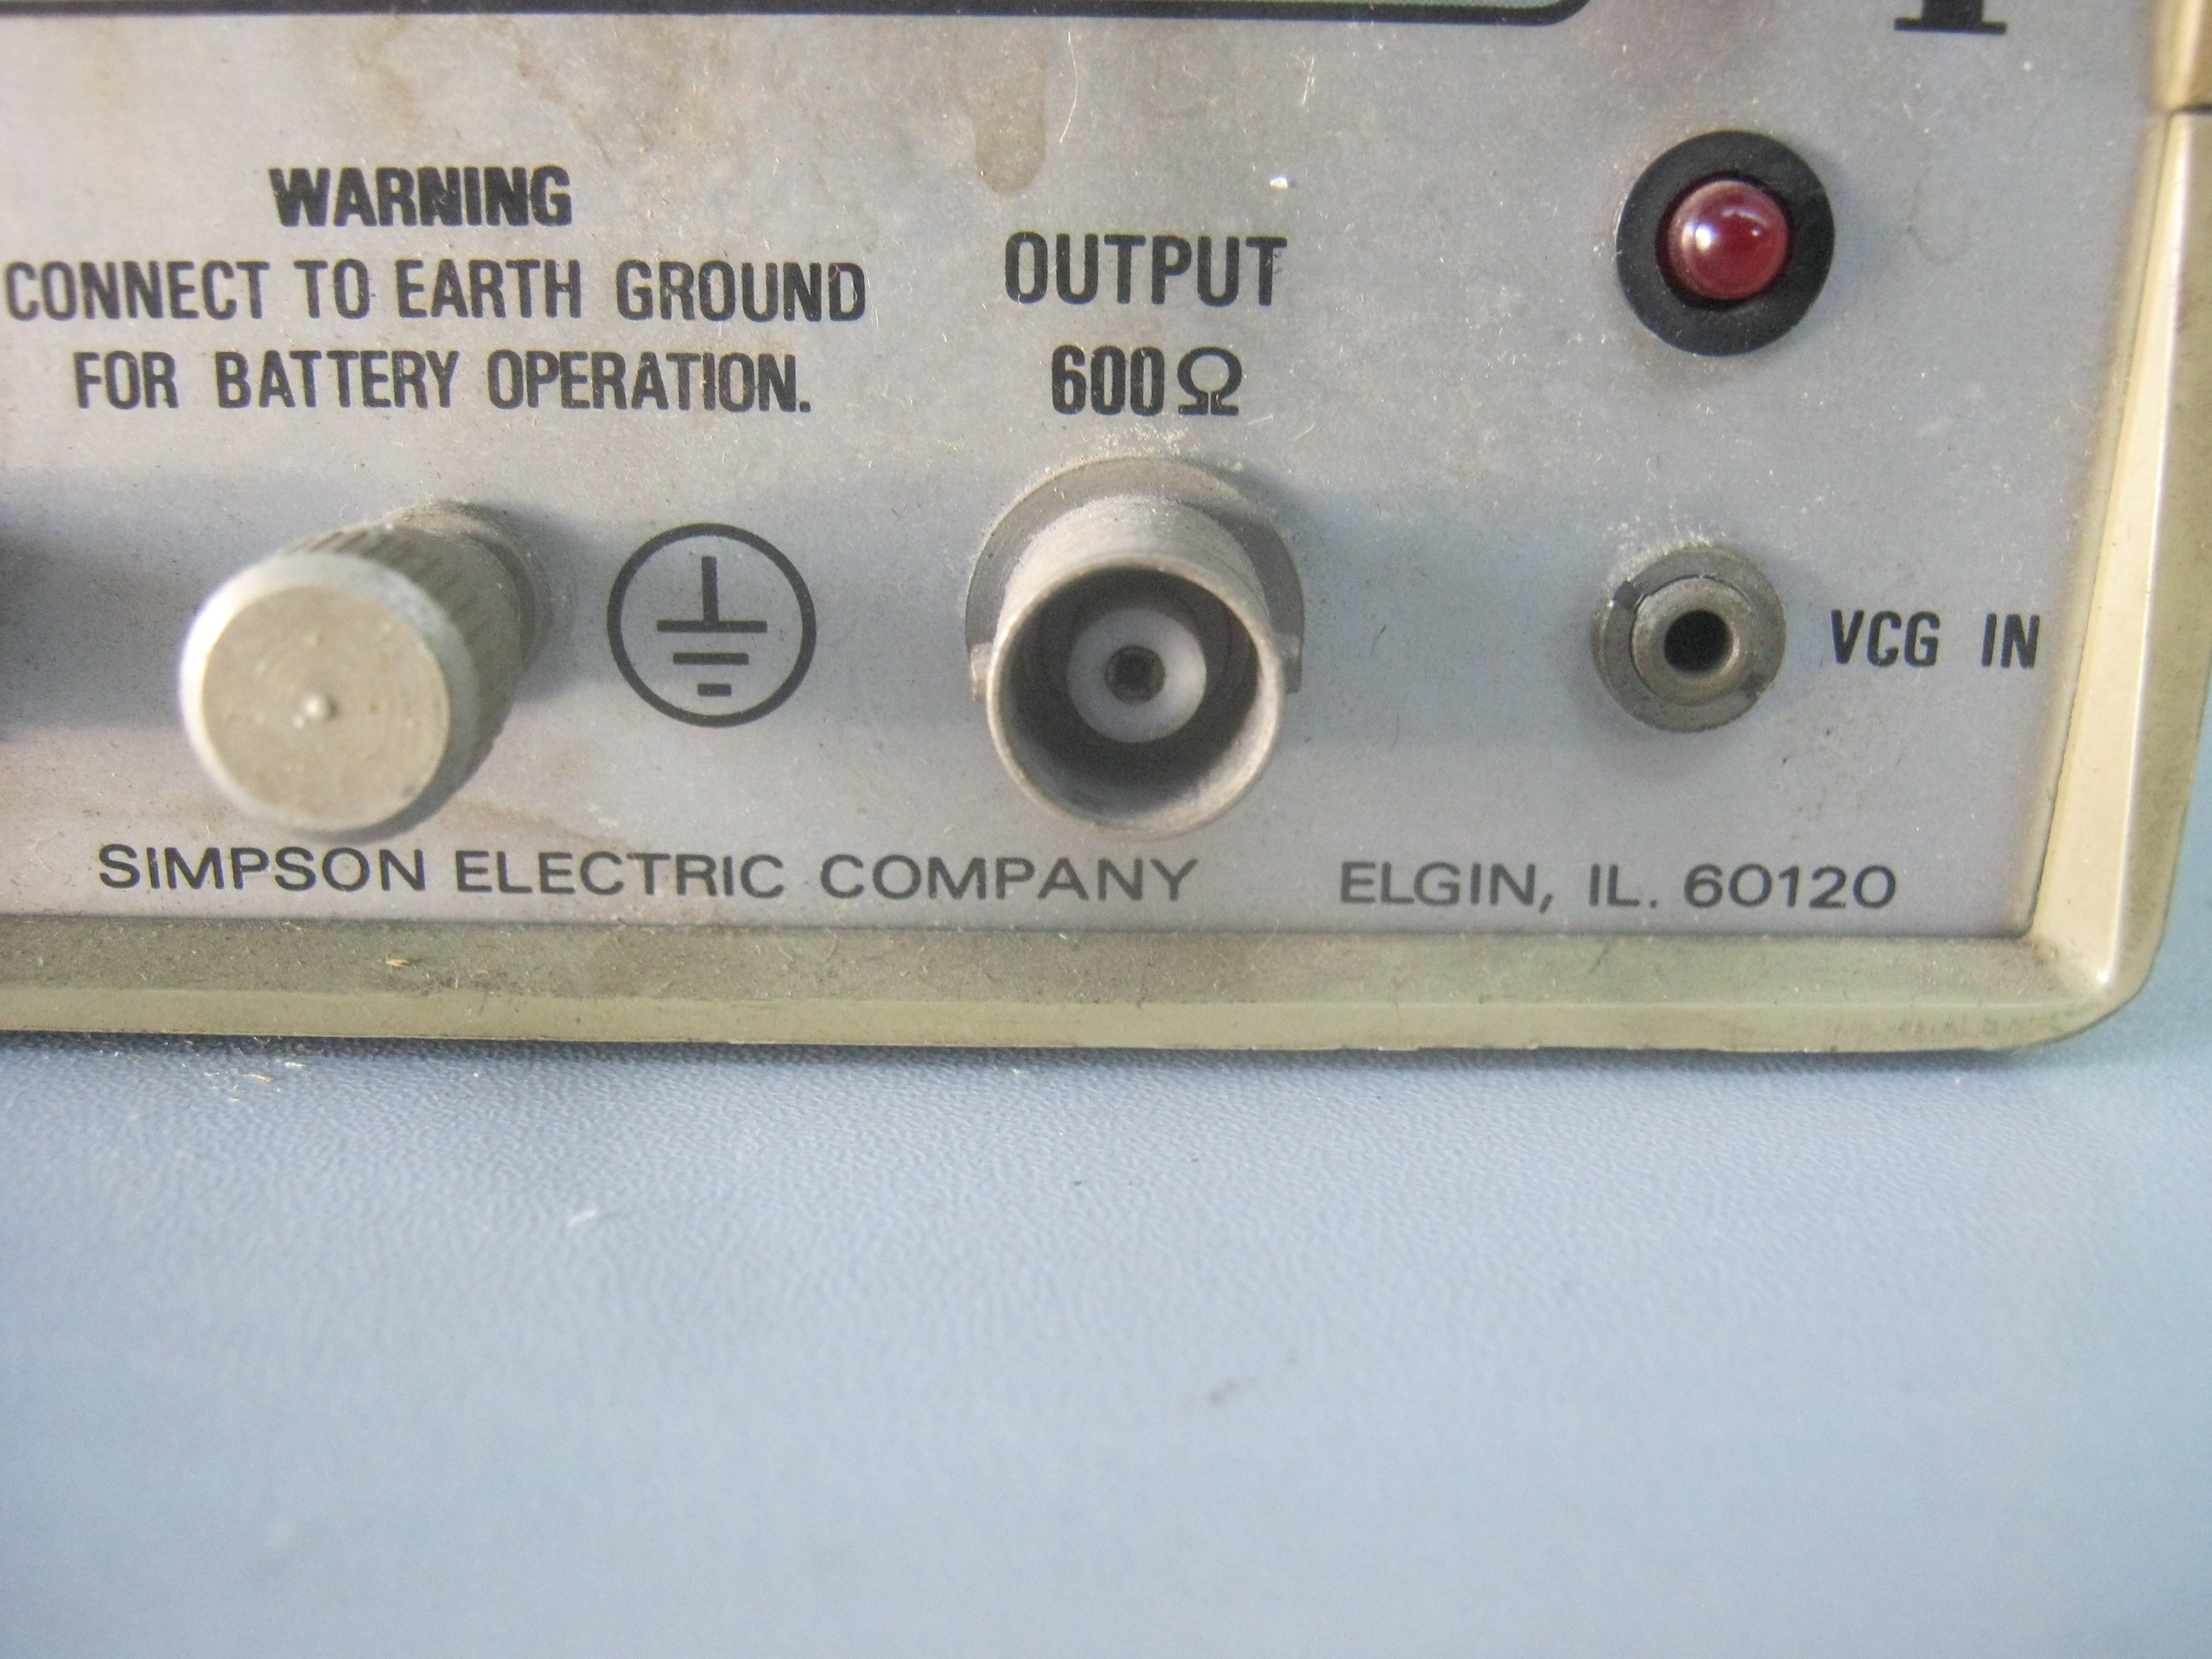 WARNING
CONNECT TO EARTH GROUND
FOR BATTERY OPERATION.
OUTPUT
600Ω
VCG IN
SIMPSON ELECTRIC COMPANY ELGIN, IL. 60120